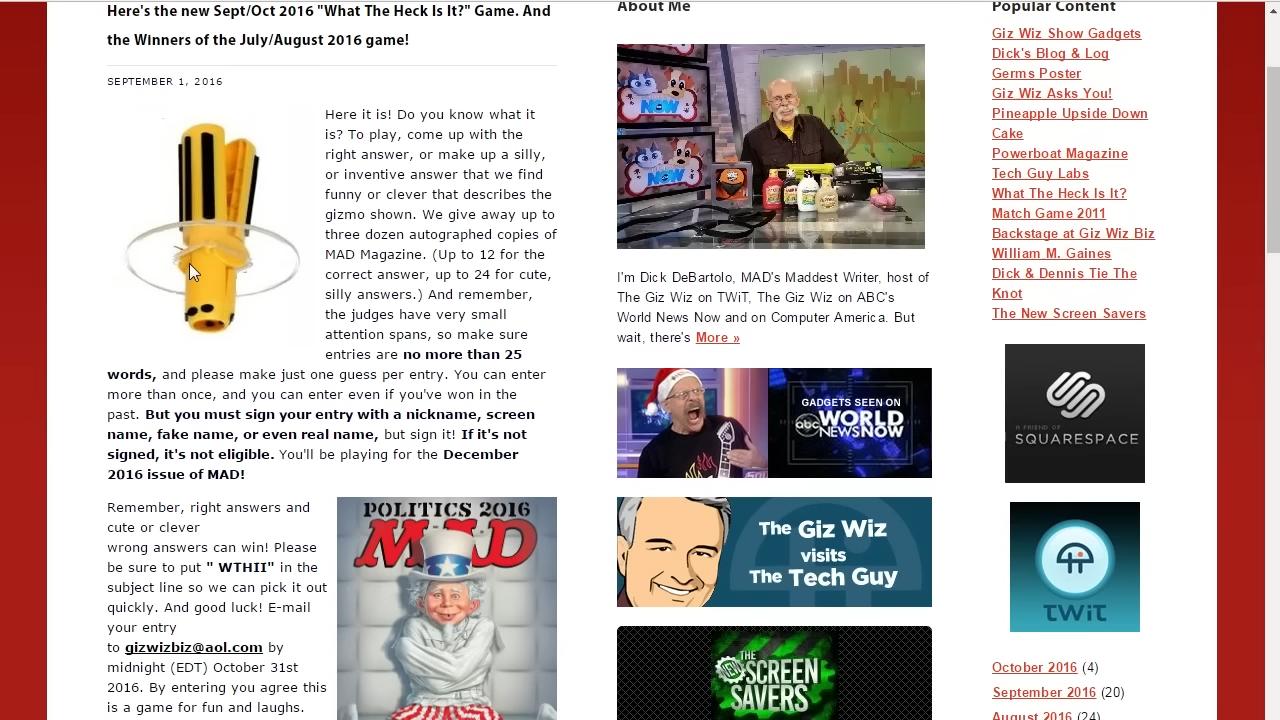 Here's the new Sept/Oct 2016 "What The Heck Is It?" Game. And
the Winners of the July/August 2016 game!
SEPTEMBER 1, 2016
Here it is! Do you know what it
is? To play, come up with the
right answer, or make up a silly,
or inventive answer that we find
funny or clever that describes the
gizmo shown. We give away up to
three dozen autographed copies of
MAD Magazine. (Up to 12 for the
correct answer, up to 24 for cute,
silly answers.) And remember,
the judges have very small
attention spans, so make sure
entries are no more than 25
words, and please make just one guess per entry. You can enter
more than once, and you can enter even if you've won in the
past. But you must sign your entry with a nickname, screen
name, fake name, or even real name, but sign it! If it's not
signed, it's not eligible. You'll be playing for the December
2016 issue of MAD!
Remember, right answers and
cute or clever
wrong answers can win! Please
be sure to put " WTHII" in the
subject line so we can pick it out
quickly. And good luck! E-mail
your entry
to gizwizbiz@aol.com by
midnight (EDT) October 31st
2016. By entering you agree this
is a game for fun and laughs.
POLITICS 2016
MAD
About Me
NOW
NOW
I'm Dick DeBartolo, MAD's Maddest Writer, host of
The Giz Wiz on TWiT, The Giz Wiz on ABC's
World News Now and on Computer America. But
wait, there's More »
GADGETS SEEN ON
abc WORLD
NEWS NOW
The Giz Wiz
visits
The Tech Guy
THE
NEW SCREEN
SAVERS
Popular Content
Giz Wiz Show Gadgets
Dick's Blog & Log
Germs Poster
Giz Wiz Asks You!
Pineapple Upside Down
Cake
Powerboat Magazine
Tech Guy Labs
What The Heck Is It?
Match Game 2011
Backstage at Giz Wiz Biz
William M. Gaines
Dick & Dennis Tie The
Knot
The New Screen Savers
A FRIEND OF
SQUARESPACE
TWiT
October 2016 (4)
September 2016 (20)
August 2016 (24)